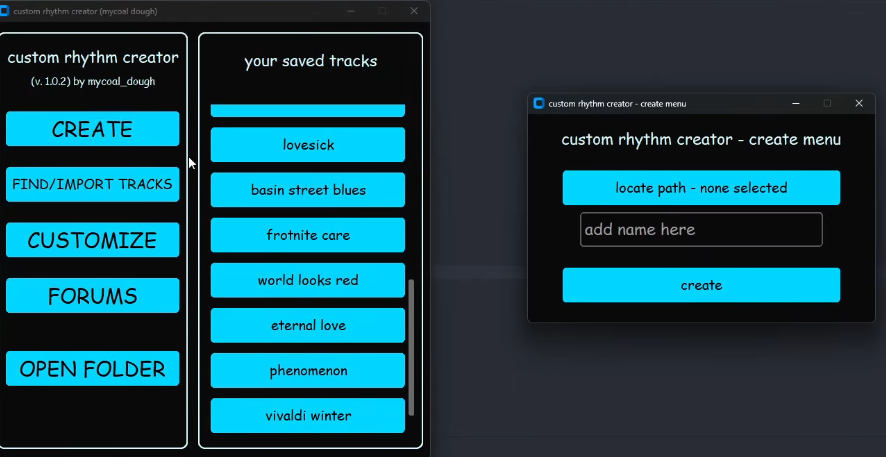 custom rhythm creator (mycoal dough)
custom rhythm creator
(v. 1.0.2) by mycoal_dough
CREATE
FIND/IMPORT TRACKS
CUSTOMIZE
FORUMS
OPEN FOLDER
your saved tracks
lovesick
basin street blues
frotnite care
world looks red
eternal love
phenomenon
vivaldi winter
custom rhythm creator - create menu
custom rhythm creator - create menu
locate path - none selected
add name here
create